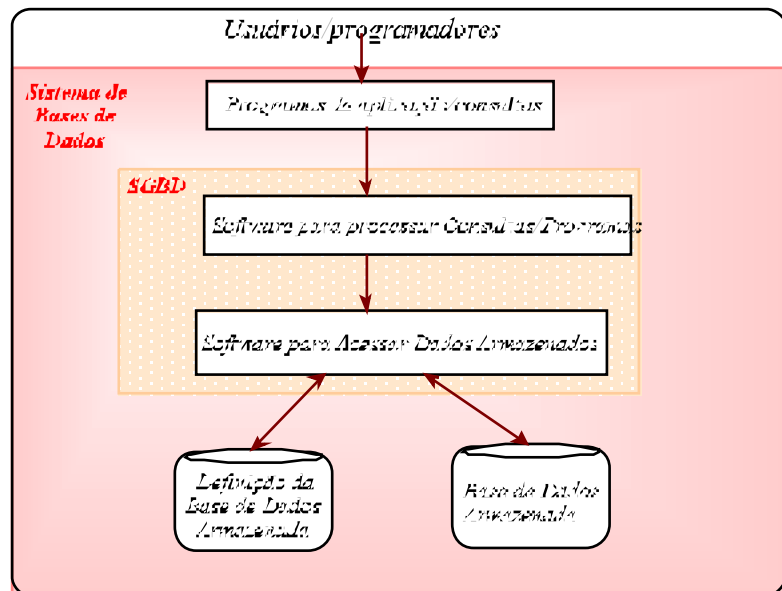 Usuários/programadores
Sistema de
Bases de
Dados
Programas de aplicaçã /consultas
SGBD
Software para processar Consultas/Programas
Software para Acessar Dados Armazenados
Definição da
Base de Dados
Armazenada
Base de Dados
Armazenada